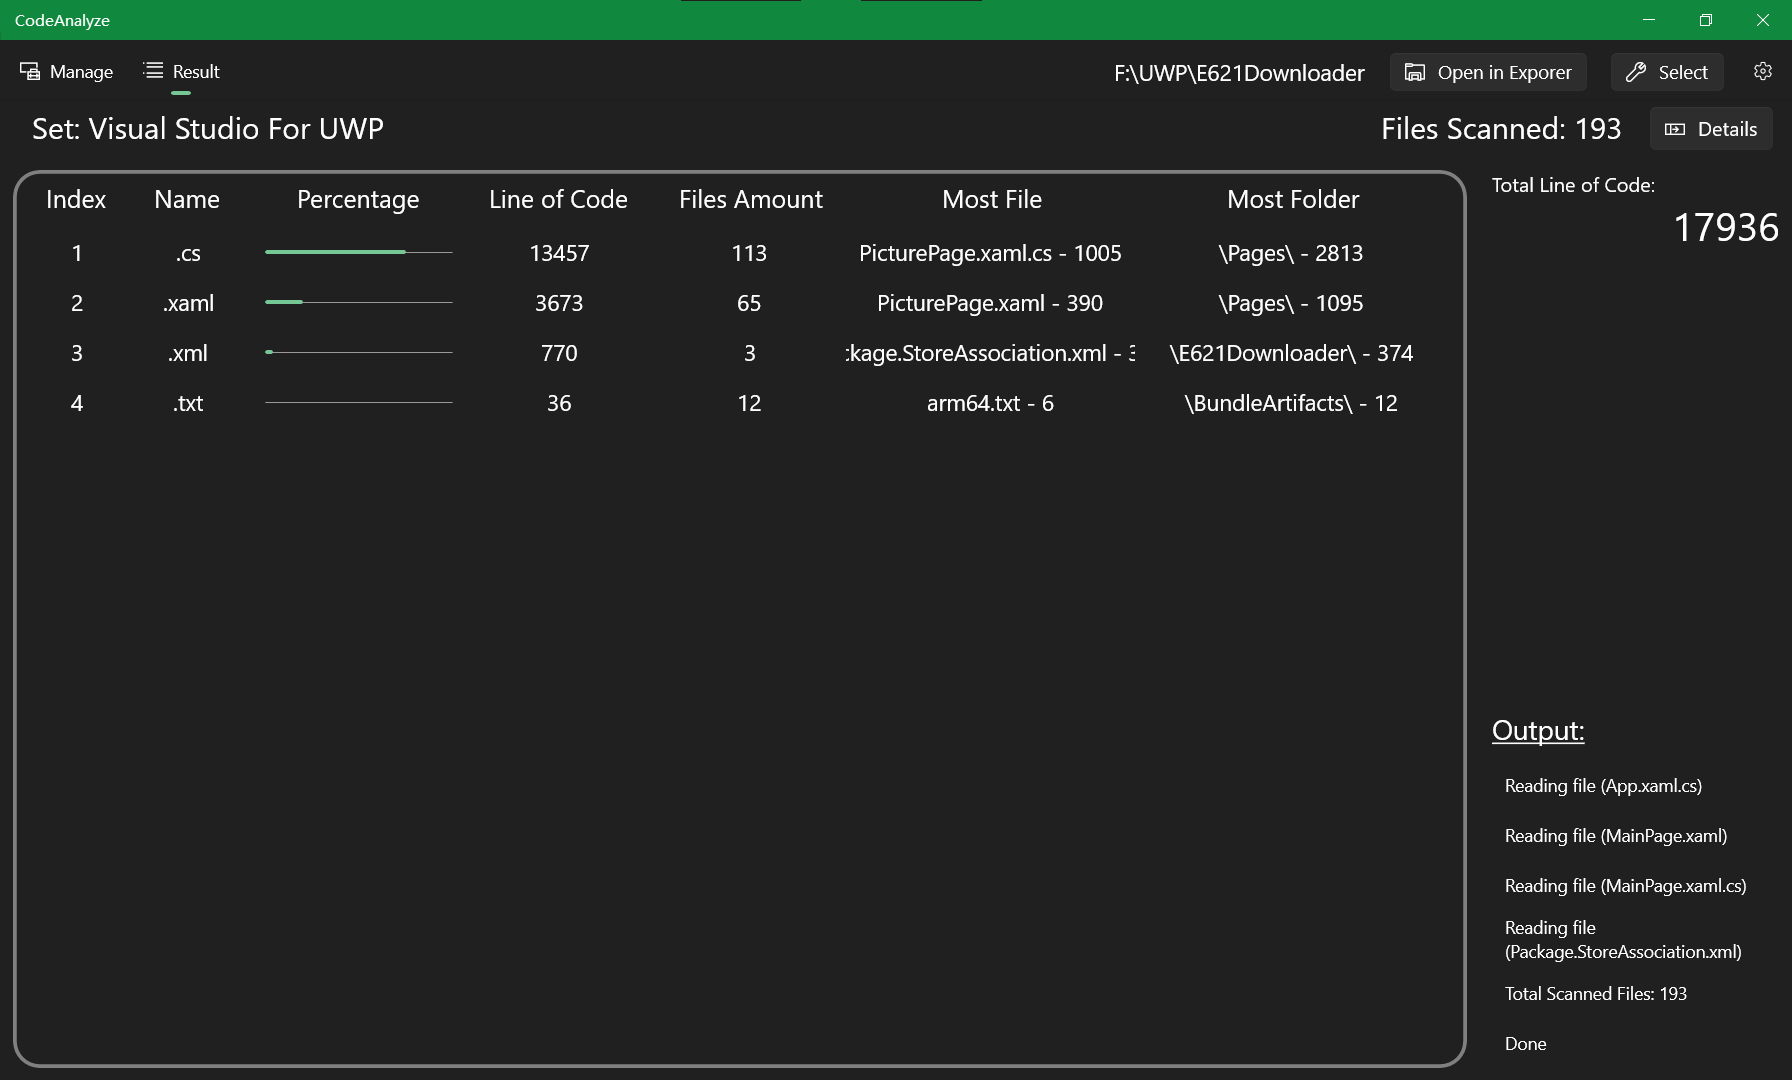 CodeAnalyze
Manage
Result
F:\UWP\E621Downloader
Open in Exporer
Select
Set: Visual Studio For UWP
Files Scanned: 193
Details
Index Name Percentage Line of Code Files Amount Most File Most Folder
1 .cs 13457 113 PicturePage.xaml.cs - 1005 \Pages\ - 2813
2 .xaml 3673 65 PicturePage.xaml - 390 \Pages\ - 1095
3 .xml 770 3 ckage.StoreAssociation.xml - 3 \E621Downloader\ - 374
4 .txt 36 12 arm64.txt - 6 \BundleArtifacts\ - 12
Total Line of Code:
17936
Output:
Reading file (App.xaml.cs)
Reading file (MainPage.xaml)
Reading file (MainPage.xaml.cs)
Reading file
(Package.StoreAssociation.xml)
Total Scanned Files: 193
Done